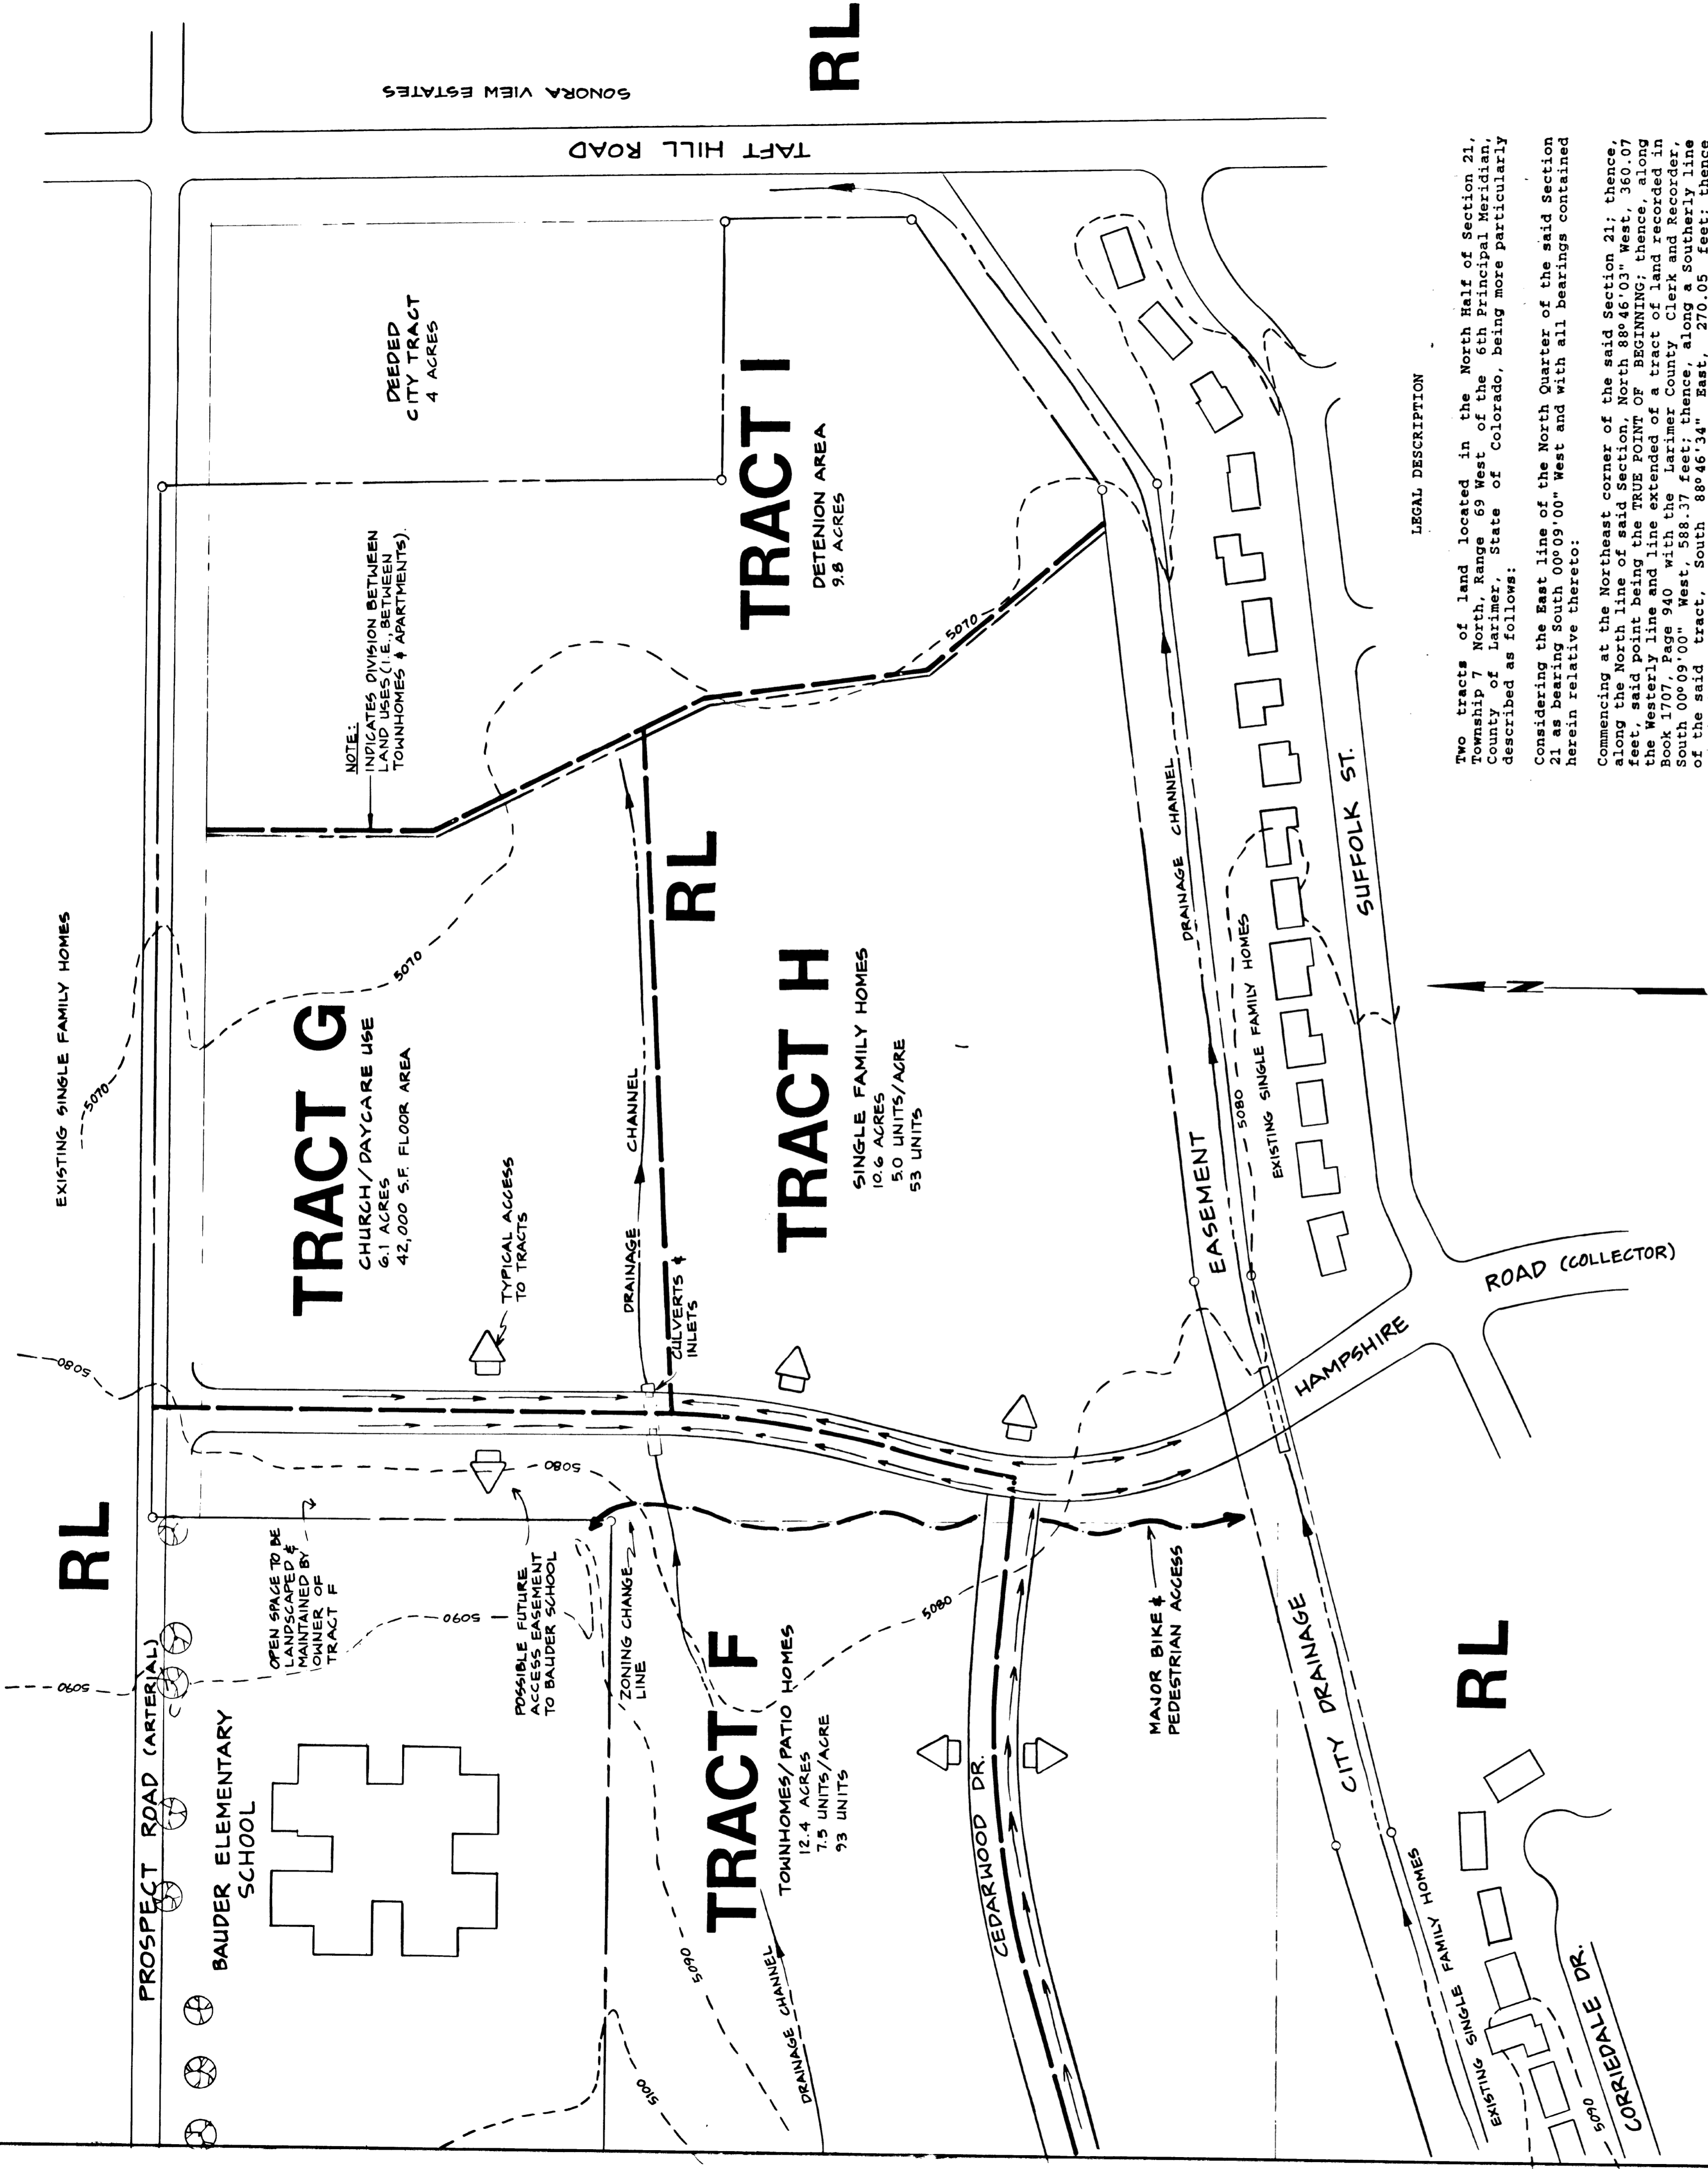 RL
SONORA VIEW ESTATES
TAFT HILL ROAD
DEEDED
CITY TRACT
4 ACRES
TRACT I
DETENION AREA
9.8 ACRES
NOTE:
INDICATES DIVISION BETWEEN
LAND USES (I.E., BETWEEN
TOWNHOMES & APARTMENTS).
5070
EXISTING SINGLE FAMILY HOMES
5070
5070
TRACT G
CHURCH/DAYCARE USE
6.1 ACRES
42,000 S.F. FLOOR AREA
TYPICAL ACCESS
TO TRACTS
DRAINAGE CHANNEL
CULVERTS &
INLETS
RL
TRACT H
SINGLE FAMILY HOMES
10.6 ACRES
5.0 UNITS/ACRE
53 UNITS
DRAINAGE CHANNEL
EASEMENT
5080
EXISTING SINGLE FAMILY HOMES
SUFFOLK ST.
N
HAMPSHIRE
ROAD (COLLECTOR)
5080
5080
RL
OPEN SPACE TO BE
LANDSCAPED &
MAINTAINED BY
OWNER OF
TRACT F
5090
5090
POSSIBLE FUTURE
ACCESS EASEMENT
TO BAUDER SCHOOL
ZONING CHANGE
LINE
PROSPECT ROAD (ARTERIAL)
BAUDER ELEMENTARY
SCHOOL
TRACT F
TOWNHOMES/PATIO HOMES
12.4 ACRES
7.5 UNITS/ACRE
93 UNITS
5080
MAJOR BIKE &
PEDESTRIAN ACCESS
5090
5100
DRAINAGE CHANNEL
CEDARWOOD DR.
CITY DRAINAGE
RL
EXISTING SINGLE FAMILY HOMES
5090
CORRIEDALE DR.
LEGAL DESCRIPTION
Two tracts of land located in the North Half of Section 21,
Township 7 North, Range 69 West of the 6th Principal Meridian,
County of Larimer, State of Colorado, being more particularly
described as follows:
Considering the East line of the North Quarter of the said Section
21 as bearing South 00°09'00" West and with all bearings contained
herein relative thereto:
Commencing at the Northeast corner of the said Section 21; thence,
along the North line of said Section, North 88°46'03" West, 360.07
feet, said point being the TRUE POINT OF BEGINNING; thence, along
the Westerly line and line extended of a tract of land recorded in
Book 1707, Page 940 with the Larimer County Clerk and Recorder,
South 00°09'00" West, 588.37 feet; thence, along a Southerly line
of the said tract, South 88°46'34" East, 270.05 feet; thence